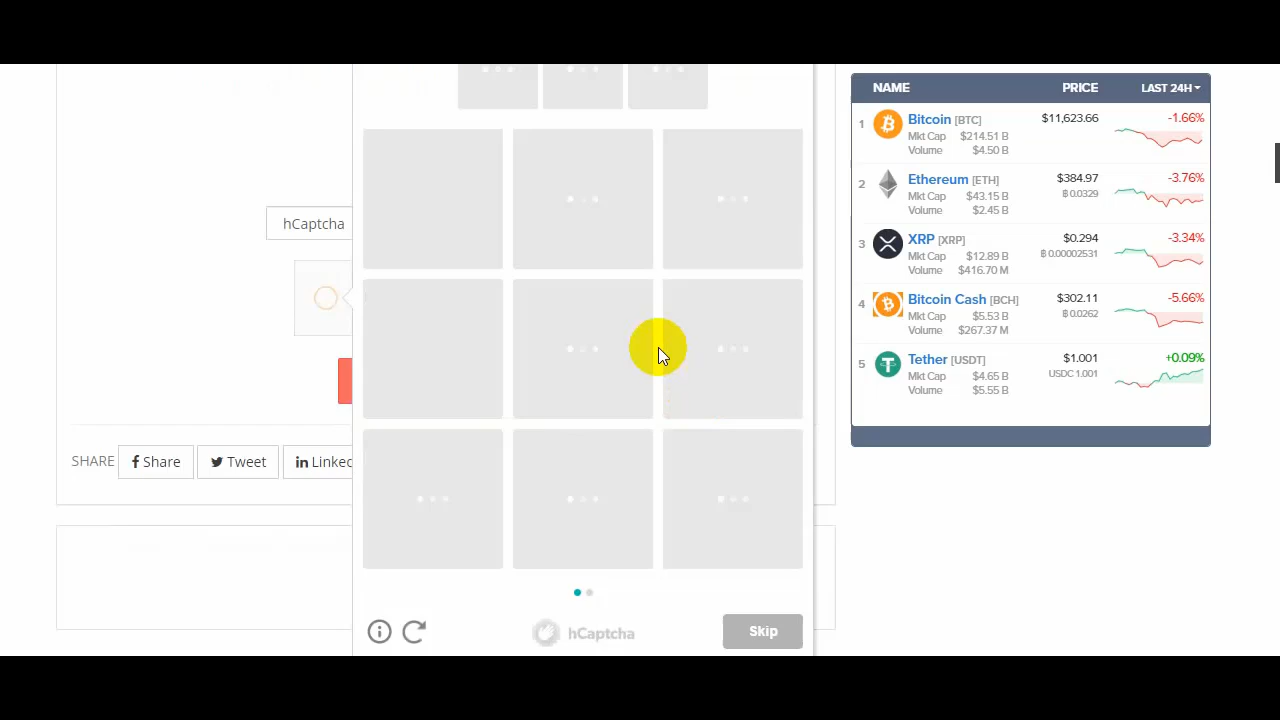 hCaptcha
SHARE
Share
Tweet
Linked
hCaptcha
Skip
NAME PRICE LAST 24H
1 Bitcoin [BTC] $11,623.66 -1.66%
Mkt Cap $214.51 B
Volume $4.50 B
2 Ethereum [ETH] $384.97 -3.76%
Mkt Cap $43.15 B ฿ 0.0329
Volume $2.45 B
3 XRP [XRP] $0.294 -3.34%
Mkt Cap $12.89 B ฿ 0.00002531
Volume $416.70 M
4 Bitcoin Cash [BCH] $302.11 -5.66%
Mkt Cap $5.53 B ฿ 0.0262
Volume $267.37 M
5 Tether [USDT] $1.001 +0.09%
Mkt Cap $4.65 B USDC 1.001
Volume $5.55 B